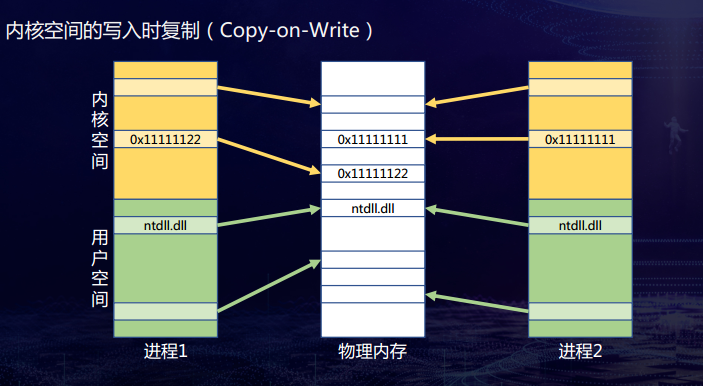 内核空间的写入时复制（Copy-on-Write）
内核空间
0x11111122
0x11111111
0x11111111
0x11111122
ntdll.dll
用户空间
ntdll.dll
ntdll.dll
进程1
物理内存
进程2